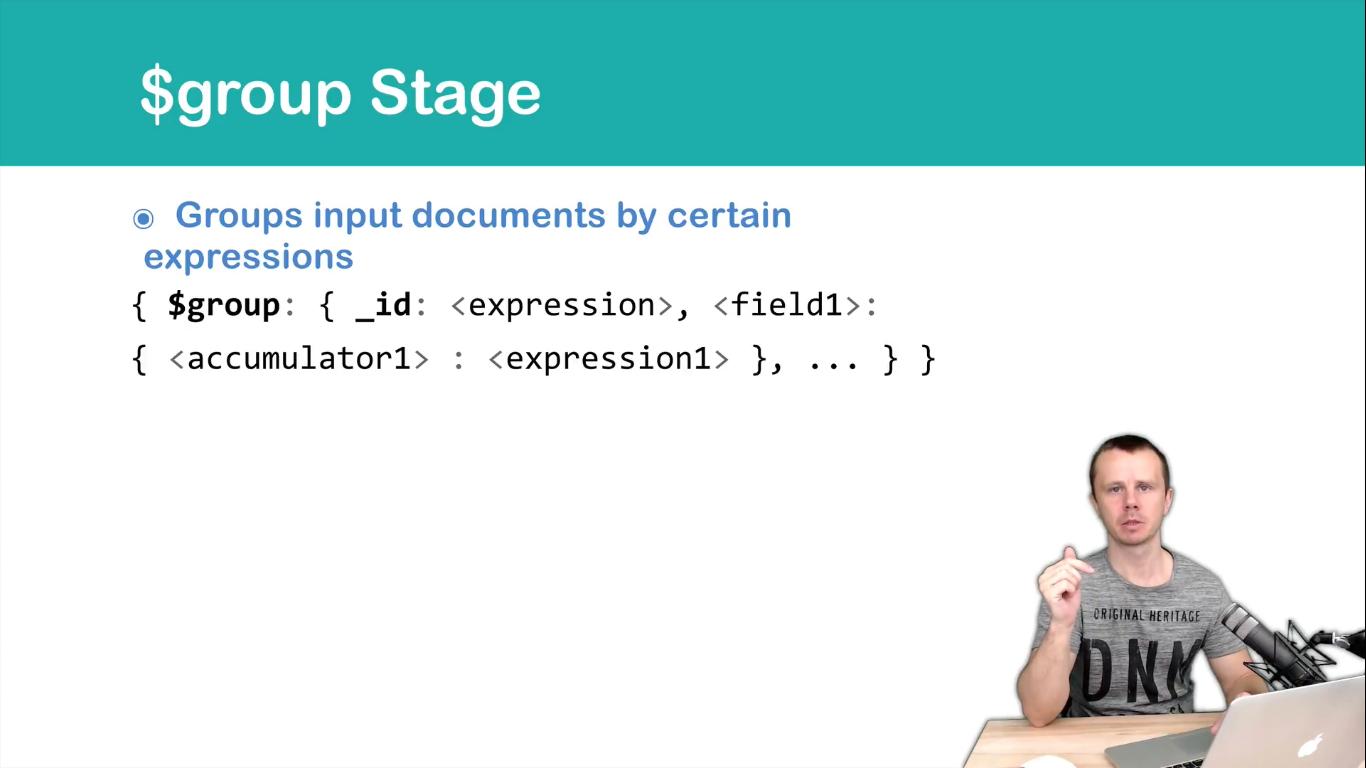 $group Stage
Groups input documents by certain
expressions
{ $group: { _id: <expression>, <field1>:
{ <accumulator1> : <expression1> }, ... } }
ORIGINAL HERITAGE
DNM